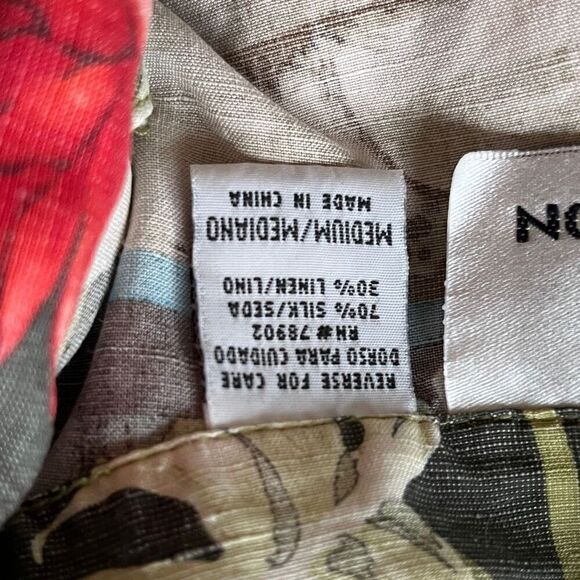 REVERSE FOR CARE
DORSO PARA CUIDADO
RN# 78902
70% SILK/SEDA
30% LINEN/LINO
MEDIUM/MEDIANO
MADE IN CHINA